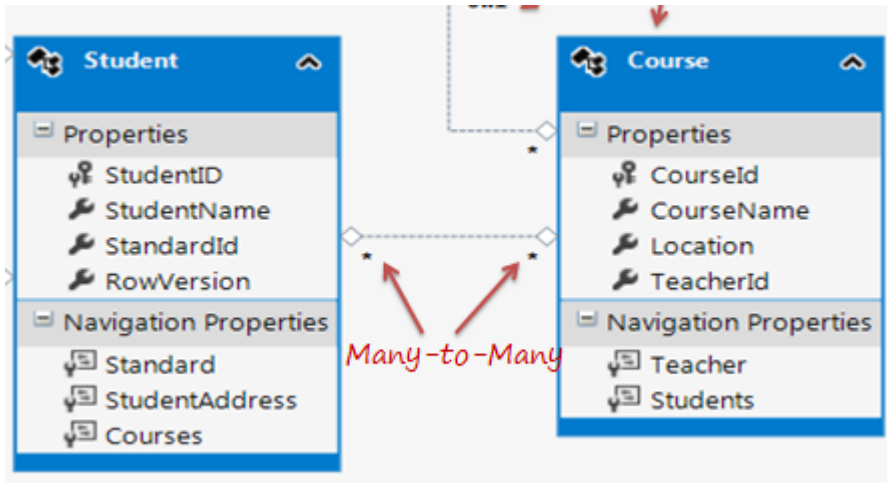 Student
Properties
StudentID
StudentName
StandardId
RowVersion
Navigation Properties
Standard
StudentAddress
Courses
*
Many-to-Many
*
*
Course
Properties
CourseId
CourseName
Location
TeacherId
Navigation Properties
Teacher
Students